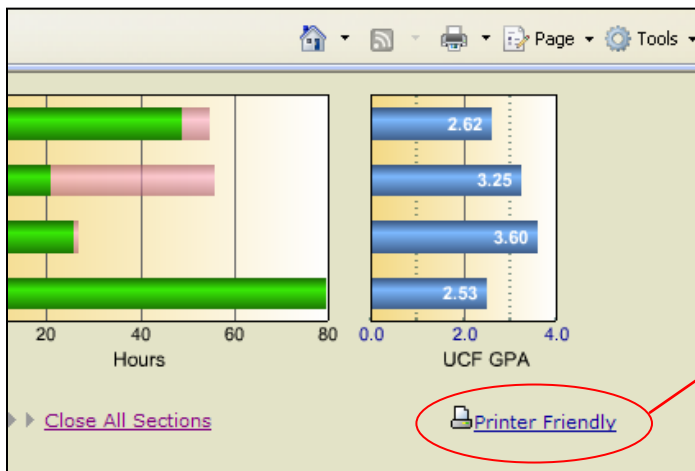 Page Tools
2.62
3.25
3.60
2.53
20 40 60 80 0.0 2.0 4.0
Hours UCF GPA
Close All Sections Printer Friendly